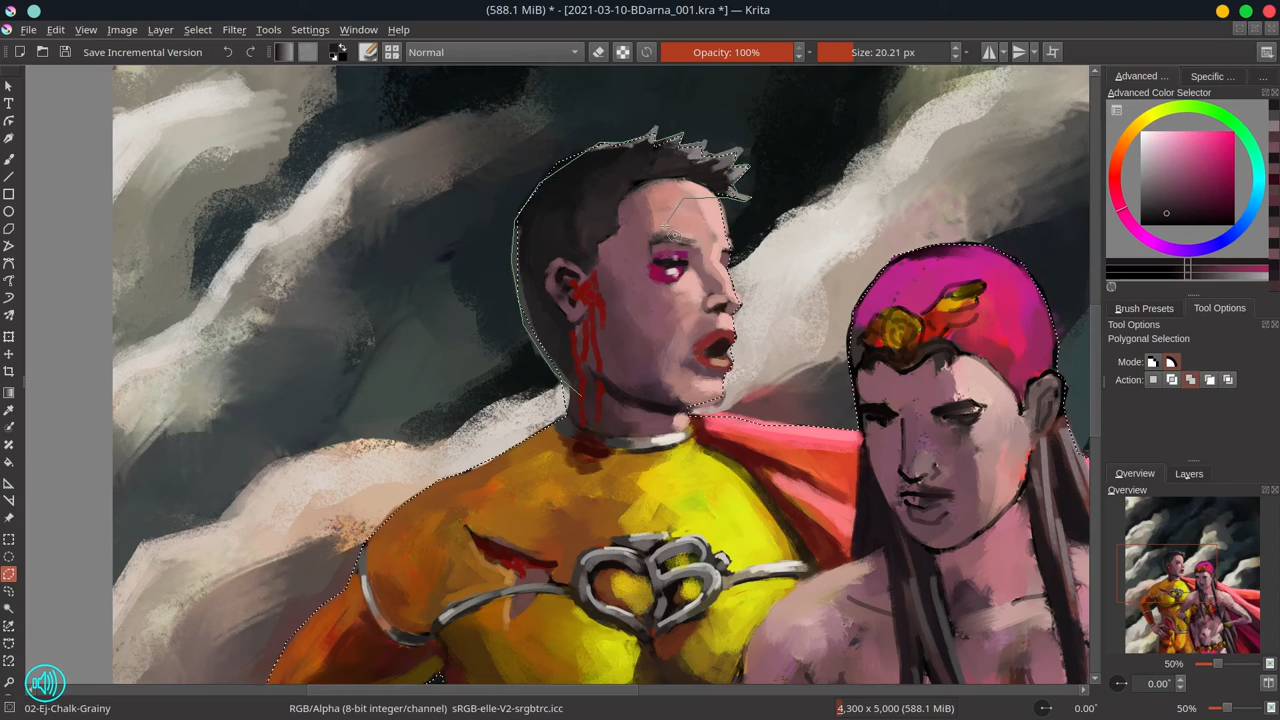 (588.1 MiB) * - [2021-03-10-BDarna_001.kra *] — Krita
File Edit View Image Layer Select Filter Tools Settings Window Help
Save Incremental Version Normal Opacity: 100% Size: 20.21 px
Advanced ... Specific ... ...
Advanced Color Selector
Brush Presets Tool Options
Tool Options
Polygonal Selection
Mode:
Action:
Overview Layers
Overview
50%
0.00°
02-Ej-Chalk-Grainy RGB/Alpha (8-bit integer/channel) sRGB-elle-V2-srgbtrc.icc 4,300 x 5,000 (588.1 MiB) 0.00° 50%